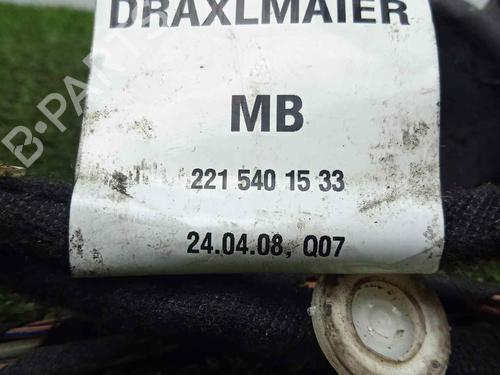 DRAXLMAIER
MB
221 540 15 33
24.04.08, Q07
B-PARTS